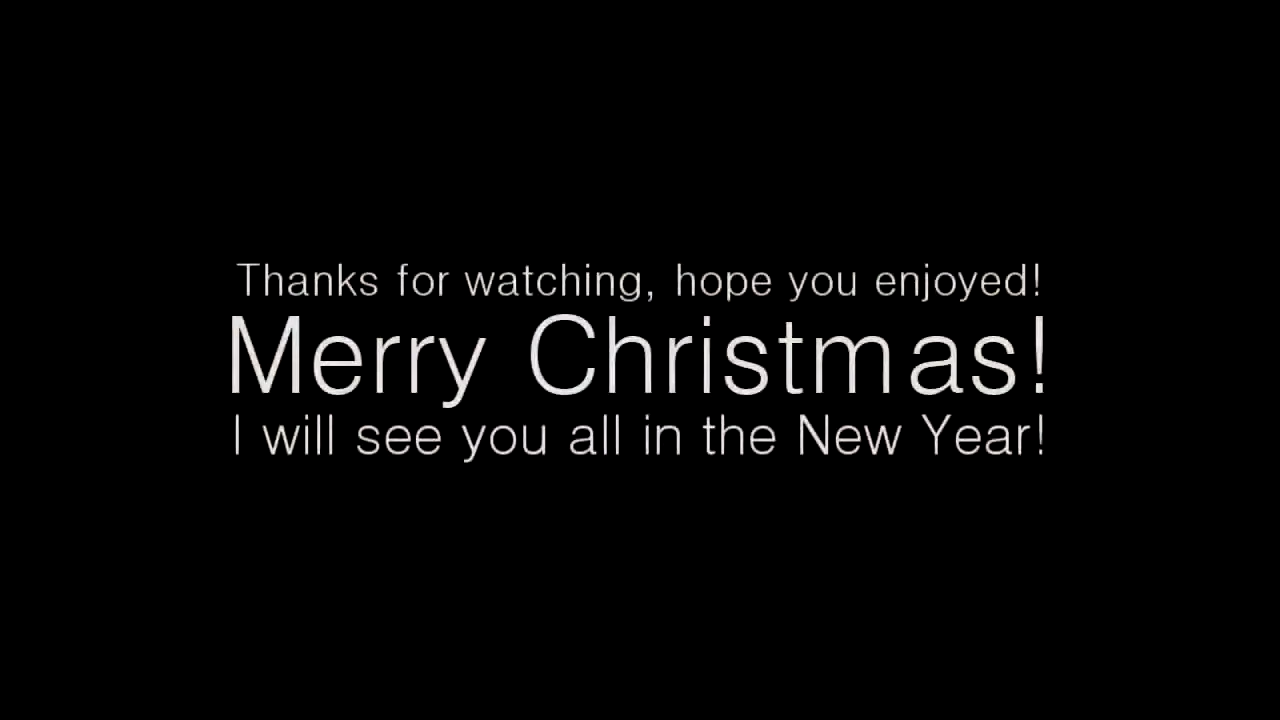 Thanks for watching, hope you enjoyed!
Merry Christmas!
I will see you all in the New Year!